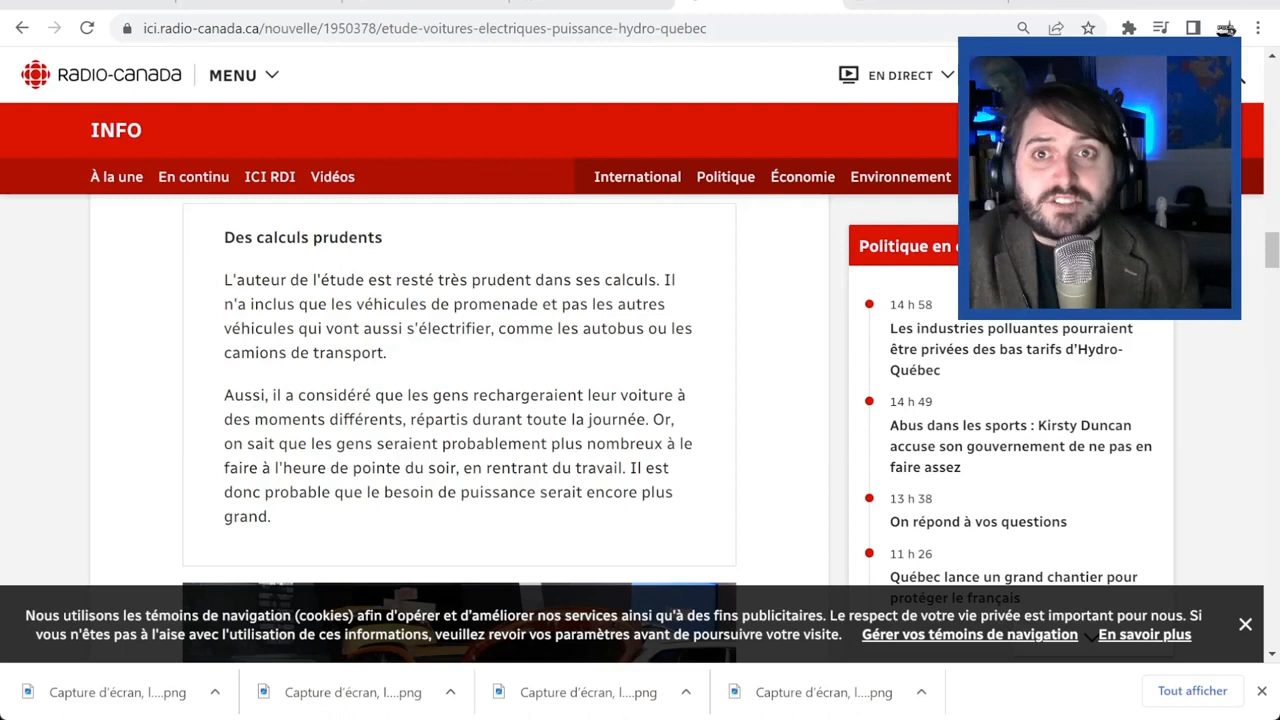 ici.radio-canada.ca/nouvelle/1950378/etude-voitures-electriques-puissance-hydro-quebec
RADIO-CANADA
MENU
EN DIRECT
INFO
À la une
En continu
ICI RDI
Vidéos
International
Politique
Économie
Environnement
Des calculs prudents
L'auteur de l'étude est resté très prudent dans ses calculs. Il
n'a inclus que les véhicules de promenade et pas les autres
véhicules qui vont aussi s'électrifier, comme les autobus ou les
camions de transport.
Aussi, il a considéré que les gens rechargeraient leur voiture à
des moments différents, répartis durant toute la journée. Or,
on sait que les gens seraient probablement plus nombreux à le
faire à l'heure de pointe du soir, en rentrant du travail. Il est
donc probable que le besoin de puissance serait encore plus
grand.
Politique en
14 h 58
Les industries polluantes pourraient
être privées des bas tarifs d'Hydro-
Québec
14 h 49
Abus dans les sports : Kirsty Duncan
accuse son gouvernement de ne pas en
faire assez
13 h 38
On répond à vos questions
11 h 26
Québec lance un grand chantier pour
protéger le français
Nous utilisons les témoins de navigation (cookies) afin d'opérer et d'améliorer nos services ainsi qu'à des fins publicitaires. Le respect de votre vie privée est important pour nous. Si
vous n'êtes pas à l'aise avec l'utilisation de ces informations, veuillez revoir vos paramètres avant de poursuivre votre visite. Gérer vos témoins de navigation En savoir plus
Capture d'écran, l....png
Capture d'écran, l....png
Capture d'écran, l....png
Capture d'écran, l....png
Tout afficher